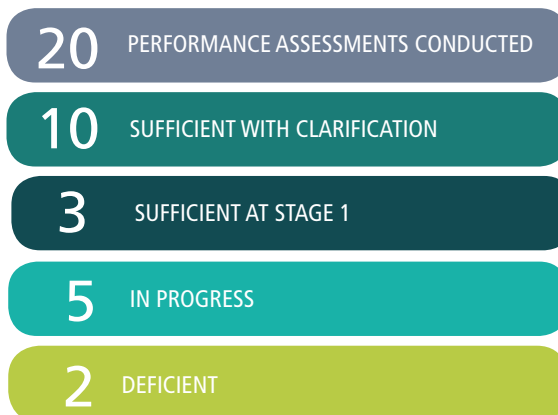 20 PERFORMANCE ASSESSMENTS CONDUCTED
10 SUFFICIENT WITH CLARIFICATION
3 SUFFICIENT AT STAGE 1
5 IN PROGRESS
2 DEFICIENT